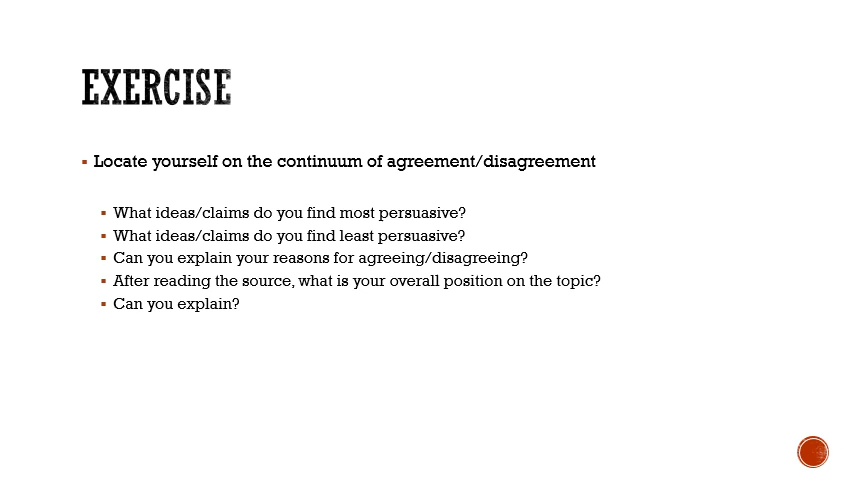 EXERCISE
▪ Locate yourself on the continuum of agreement/disagreement
▪ What ideas/claims do you find most persuasive?
▪ What ideas/claims do you find least persuasive?
▪ Can you explain your reasons for agreeing/disagreeing?
▪ After reading the source, what is your overall position on the topic?
▪ Can you explain?